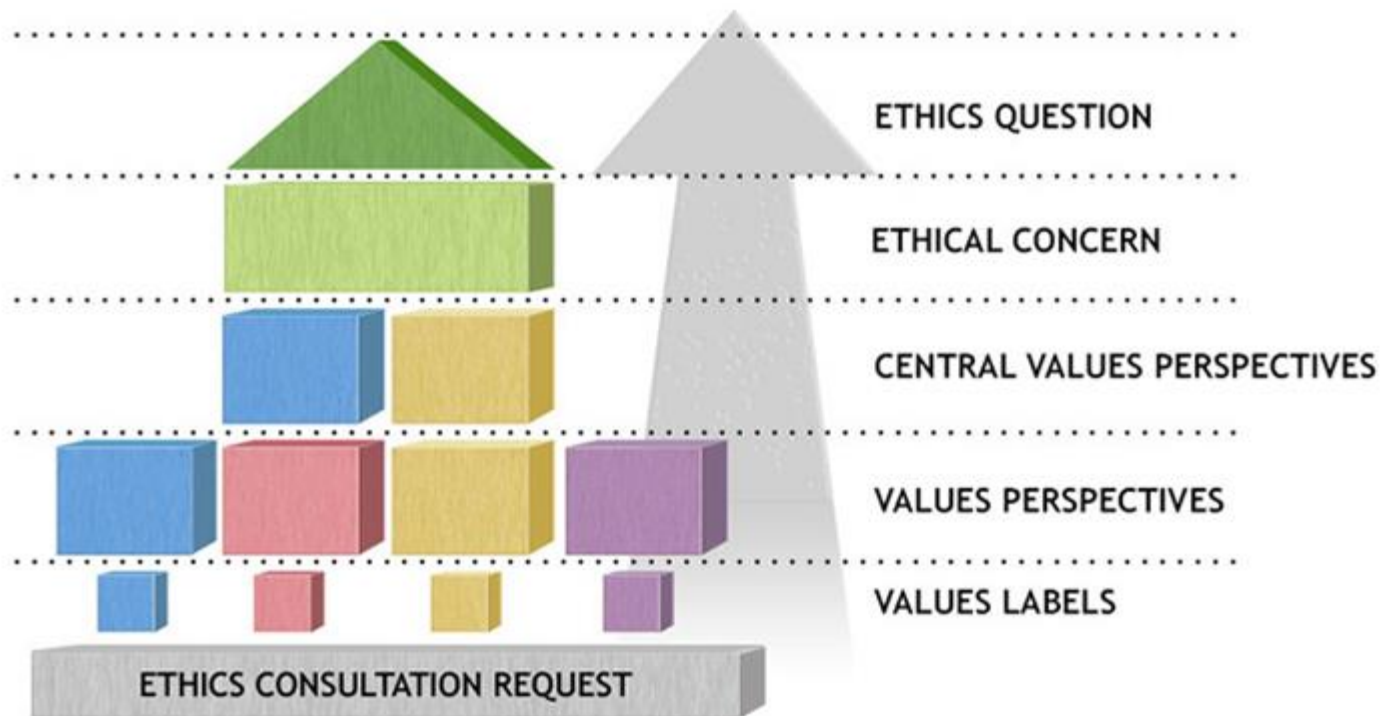 ETHICS QUESTION
ETHICAL CONCERN
CENTRAL VALUES PERSPECTIVES
VALUES PERSPECTIVES
VALUES LABELS
ETHICS CONSULTATION REQUEST